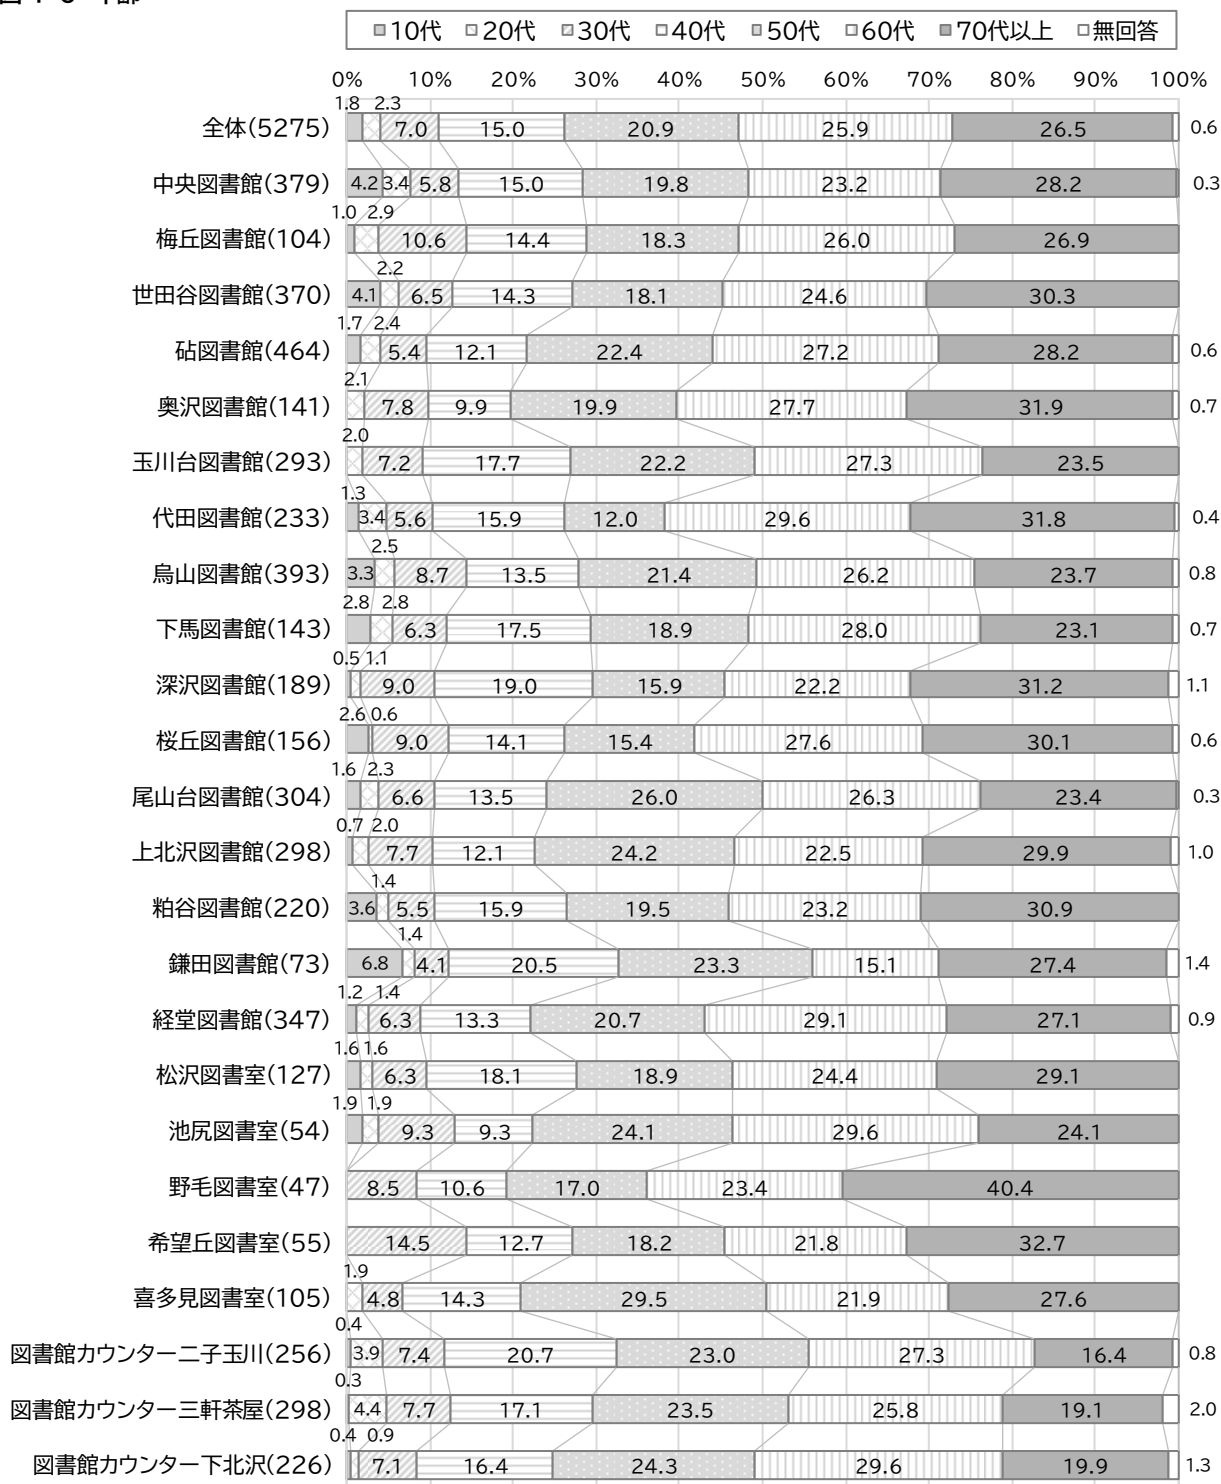 10代 20代 30代 40代 50代 60代 70代以上 無回答
0% 10% 20% 30% 40% 50% 60% 70% 80% 90% 100%
全体(5275) 1.8 2.3 7.0 15.0 20.9 25.9 26.5 0.6
中央図書館(379) 4.2 3.4 5.8 15.0 19.8 23.2 28.2 0.3
梅丘図書館(104) 1.0 2.9 10.6 14.4 18.3 26.0 26.9
世田谷図書館(370) 4.1 2.2 6.5 14.3 18.1 24.6 30.3
砧図書館(464) 1.7 2.4 5.4 12.1 22.4 27.2 28.2 0.6
奥沢図書館(141) 2.1 7.8 9.9 19.9 27.7 31.9 0.7
玉川台図書館(293) 2.0 7.2 17.7 22.2 27.3 23.5
代田図書館(233) 1.3 3.4 5.6 15.9 12.0 29.6 31.8 0.4
烏山図書館(393) 3.3 2.5 8.7 13.5 21.4 26.2 23.7 0.8
下馬図書館(143) 2.8 2.8 6.3 17.5 18.9 28.0 23.1 0.7
深沢図書館(189) 0.5 1.1 9.0 19.0 15.9 22.2 31.2 1.1
桜丘図書館(156) 2.6 0.6 9.0 14.1 15.4 27.6 30.1 0.6
尾山台図書館(304) 1.6 2.3 6.6 13.5 26.0 26.3 23.4 0.3
上北沢図書館(298) 0.7 2.0 7.7 12.1 24.2 22.5 29.9 1.0
粕谷図書館(220) 3.6 1.4 5.5 15.9 19.5 23.2 30.9
鎌田図書館(73) 6.8 1.4 4.1 20.5 23.3 15.1 27.4 1.4
経堂図書館(347) 1.2 1.4 6.3 13.3 20.7 29.1 27.1 0.9
松沢図書室(127) 1.6 1.6 6.3 18.1 18.9 24.4 29.1
池尻図書室(54) 1.9 1.9 9.3 9.3 24.1 29.6 24.1
野毛図書室(47) 8.5 10.6 17.0 23.4 40.4
希望丘図書室(55) 14.5 12.7 18.2 21.8 32.7
喜多見図書室(105) 1.9 4.8 14.3 29.5 21.9 27.6
図書館カウンター二子玉川(256) 0.4 3.9 7.4 20.7 23.0 27.3 16.4 0.8
図書館カウンター三軒茶屋(298) 0.3 4.4 7.7 17.1 23.5 25.8 19.1 2.0
図書館カウンター下北沢(226) 0.4 0.9 7.1 16.4 24.3 29.6 19.9 1.3